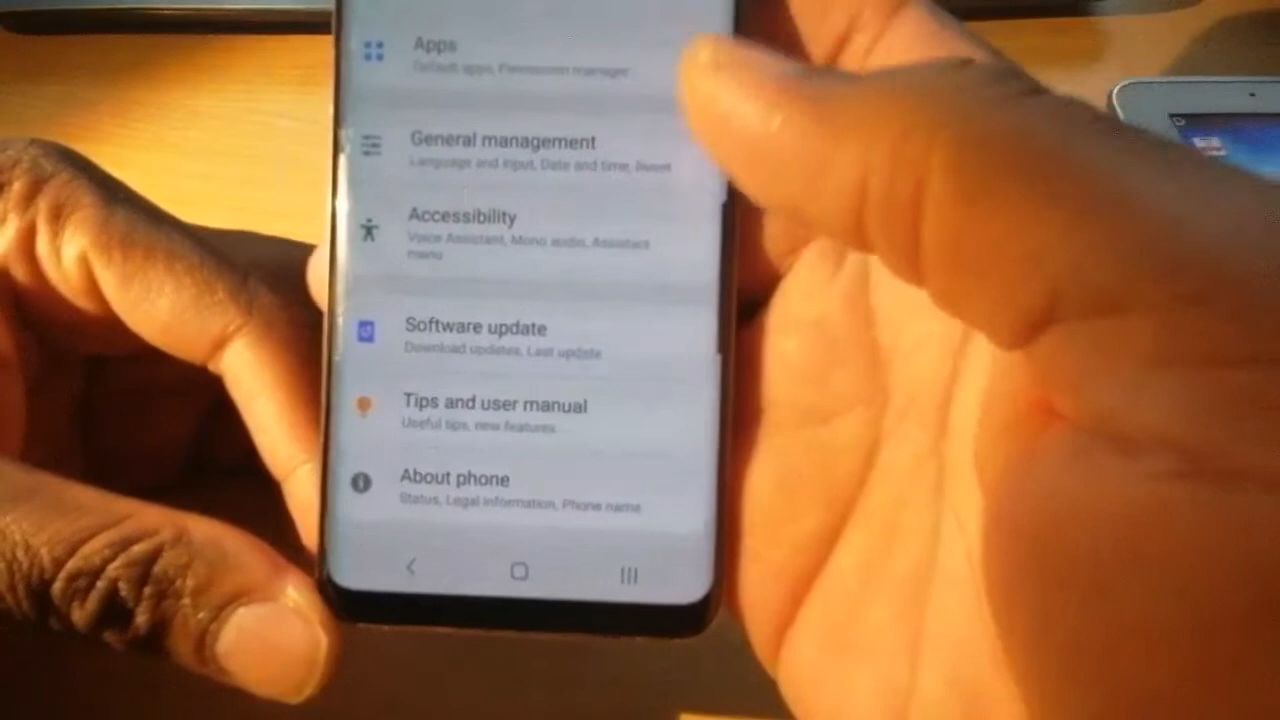 Apps
Default apps, Permission manager
General management
Language and input, Date and time, Reset
Accessibility
Voice Assistant, Mono audio, Assistant
menu
Software update
Download updates, Last update
Tips and user manual
Useful tips, new features
About phone
Status, Legal information, Phone name